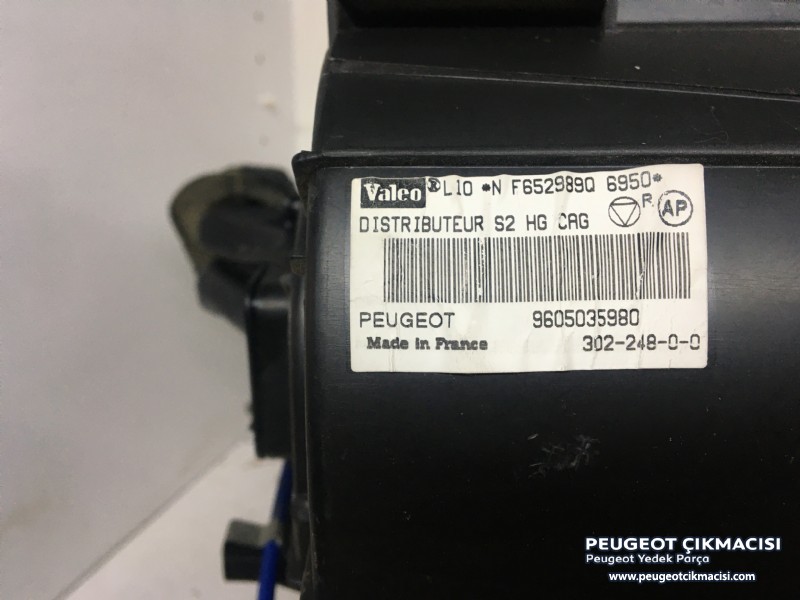 Valeo ® L10 *N F652989Q 6950*
DISTRIBUTEUR S2 HG CAG R AP
PEUGEOT 9605035980
Made in France 302-248-0-0
PEUGEOT ÇIKMACISI
Peugeot Yedek Parça
www.peugeotcikmacisi.com